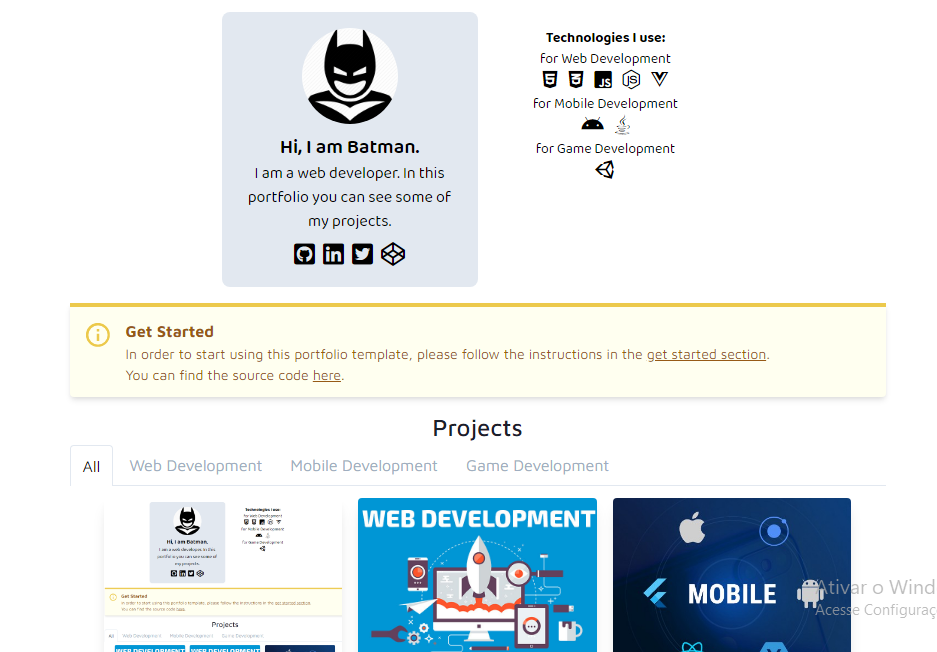 Technologies I use:
for Web Development
JS
JS
for Mobile Development
for Game Development
Hi, I am Batman.
I am a web developer. In this
portfolio you can see some of
my projects.
in
Get Started
In order to start using this portfolio template, please follow the instructions in the get started section.
You can find the source code here.
Projects
All
Web Development
Mobile Development
Game Development
Technologies I use:
for Web Development
for Mobile Development
for Game Development
Hi, I am Batman.
I am a web developer. In this
portfolio you can see some of
my projects.
Get Started
In order to start using this portfolio template, please follow the instructions in the get started section.
You can find the source code here.
Projects
All
Web Development
Mobile Development
Game Development
WEB DEVELOPMENT
WEB DEVELOPMENT
WEB DEVELOPMENT
MOBILE
Ativar o Wind
Acesse Configuraç